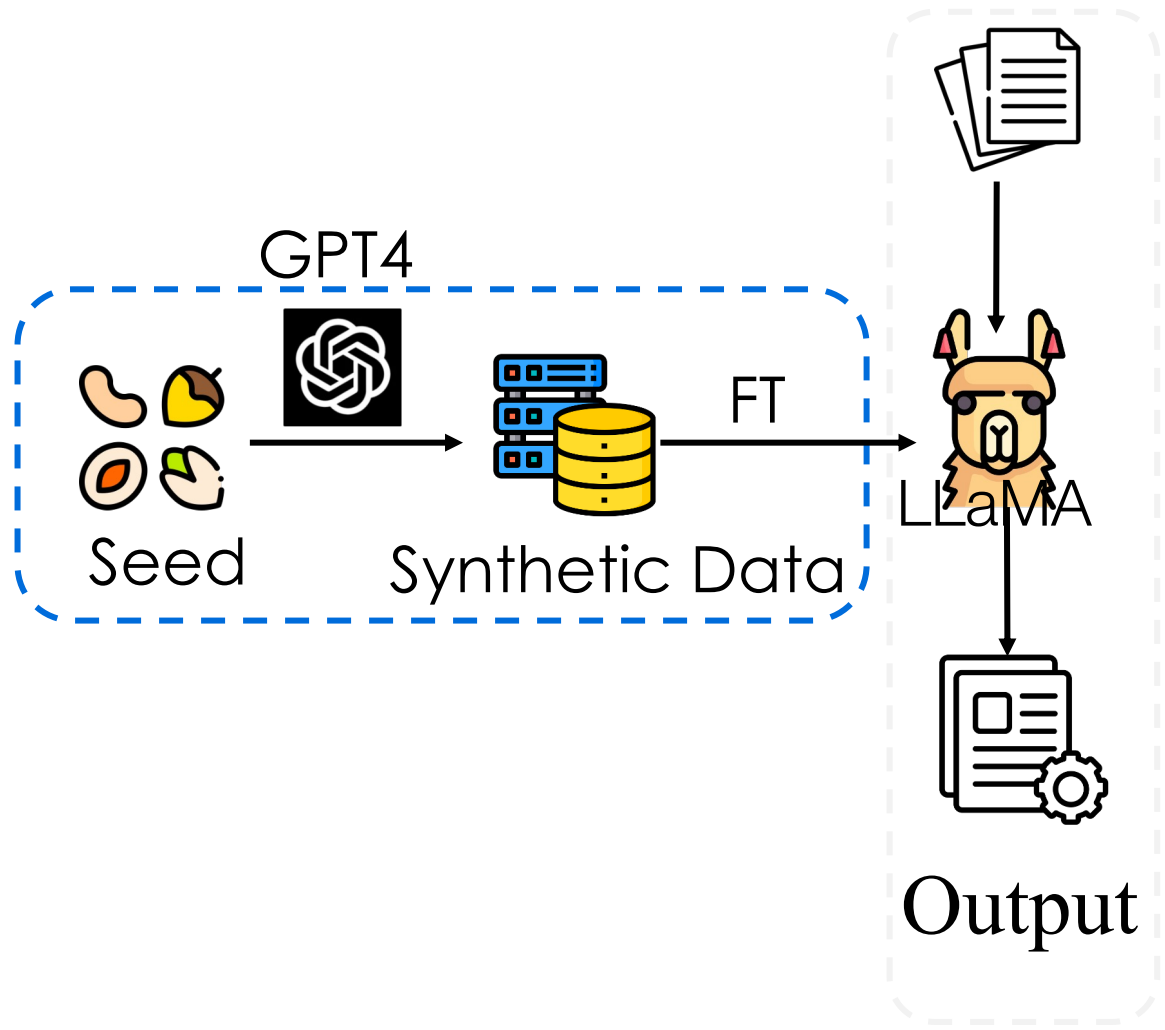 GPT4
FT
LLaMA
Seed
Synthetic Data
Output